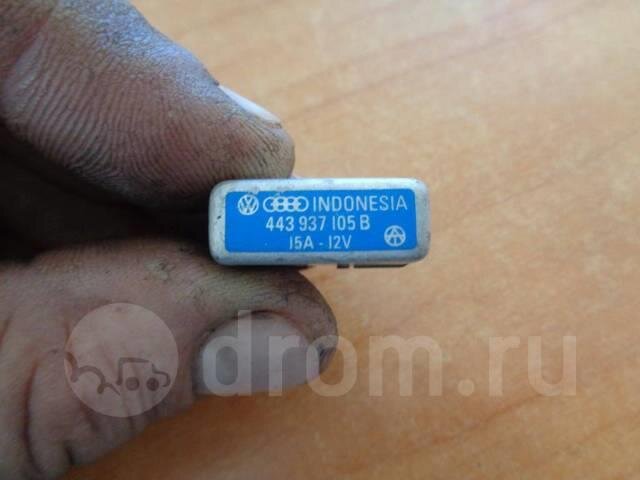 INDONESIA
443 937 105 B
15A - 12V
drom.ru